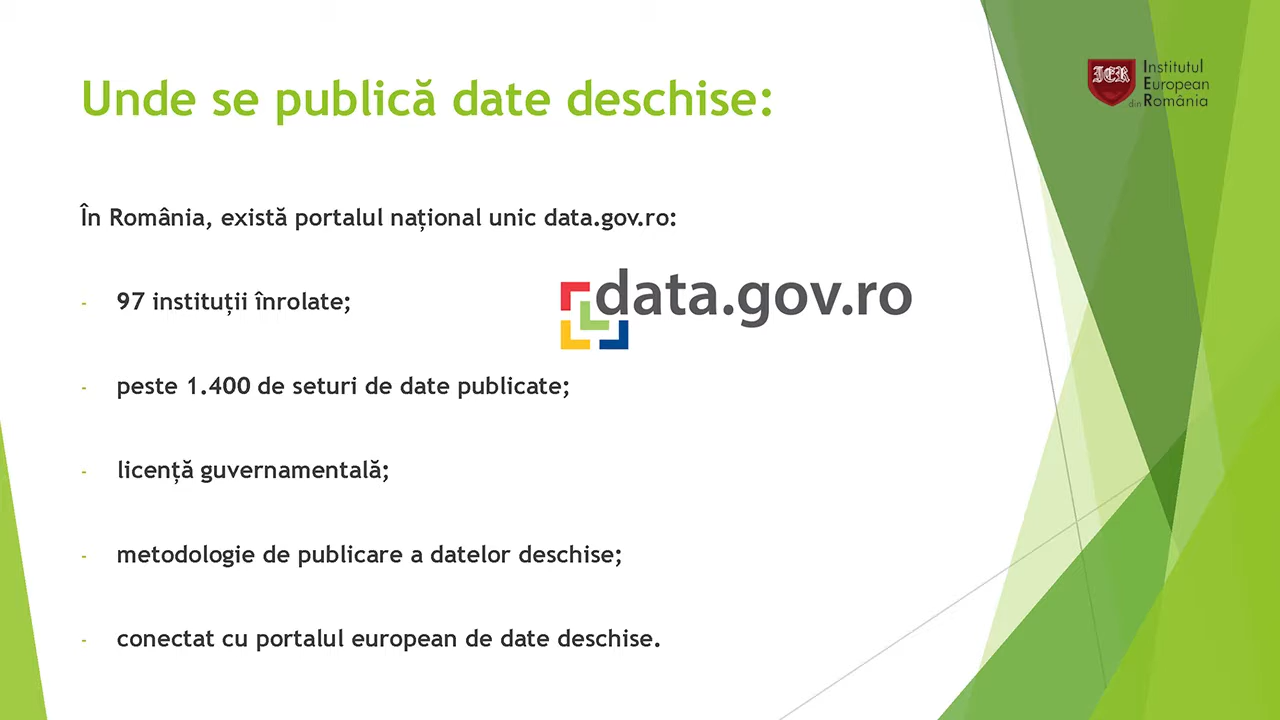 Unde se publică date deschise:
IER
Institutul
European
din România
În România, există portalul național unic data.gov.ro:
- 97 instituții înrolate;
data.gov.ro
- peste 1.400 de seturi de date publicate;
- licență guvernamentală;
- metodologie de publicare a datelor deschise;
- conectat cu portalul european de date deschise.